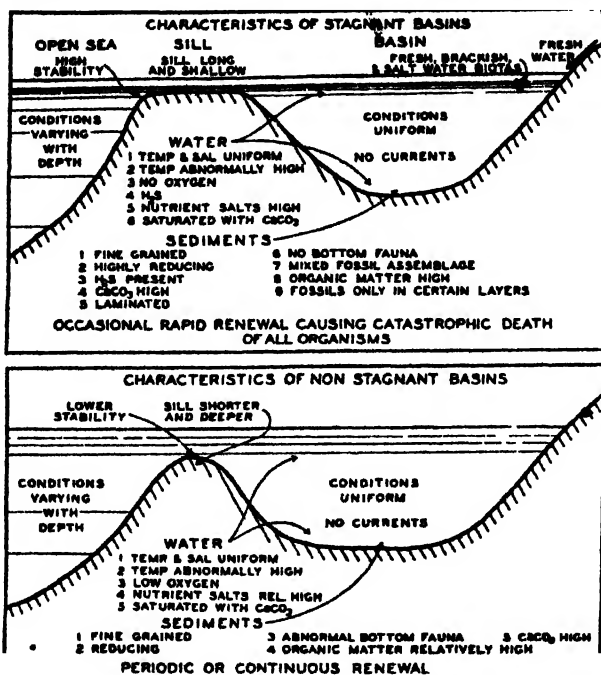 CHARACTERISTICS OF STAGNANT BASINS
OPEN SEA SILL BASIN FRESH
HIGH STABILITY SILL LONG AND SHALLOW FRESH, BRACKISH, & SALT WATER BIOTAS WATER
CONDITIONS VARYING WITH DEPTH
CONDITIONS UNIFORM
NO CURRENTS
WATER
1 TEMP & SAL UNIFORM
2 TEMP ABNORMALLY HIGH
3 NO OXYGEN
4 H2S
5 NUTRIENT SALTS HIGH
6 SATURATED WITH CaCO3
SEDIMENTS
1 FINE GRAINED
2 HIGHLY REDUCING
3 H2S PRESENT
4 CaCO3 HIGH
5 LAMINATED
6 NO BOTTOM FAUNA
7 MIXED FOSSIL ASSEMBLAGE
8 ORGANIC MATTER HIGH
9 FOSSILS ONLY IN CERTAIN LAYERS
OCCASIONAL RAPID RENEWAL CAUSING CATASTROPHIC DEATH
OF ALL ORGANISMS
CHARACTERISTICS OF NON STAGNANT BASINS
LOWER STABILITY
SILL SHORTER AND DEEPER
CONDITIONS VARYING WITH DEPTH
CONDITIONS UNIFORM
NO CURRENTS
WATER
1 TEMP & SAL UNIFORM
2 TEMP ABNORMALLY HIGH
3 LOW OXYGEN
4 NUTRIENT SALTS REL. HIGH
5 SATURATED WITH CaCO3
SEDIMENTS
1 FINE GRAINED 3 ABNORMAL BOTTOM FAUNA 5 CaCO3 HIGH
2 REDUCING 4 ORGANIC MATTER RELATIVELY HIGH
PERIODIC OR CONTINUOUS RENEWAL